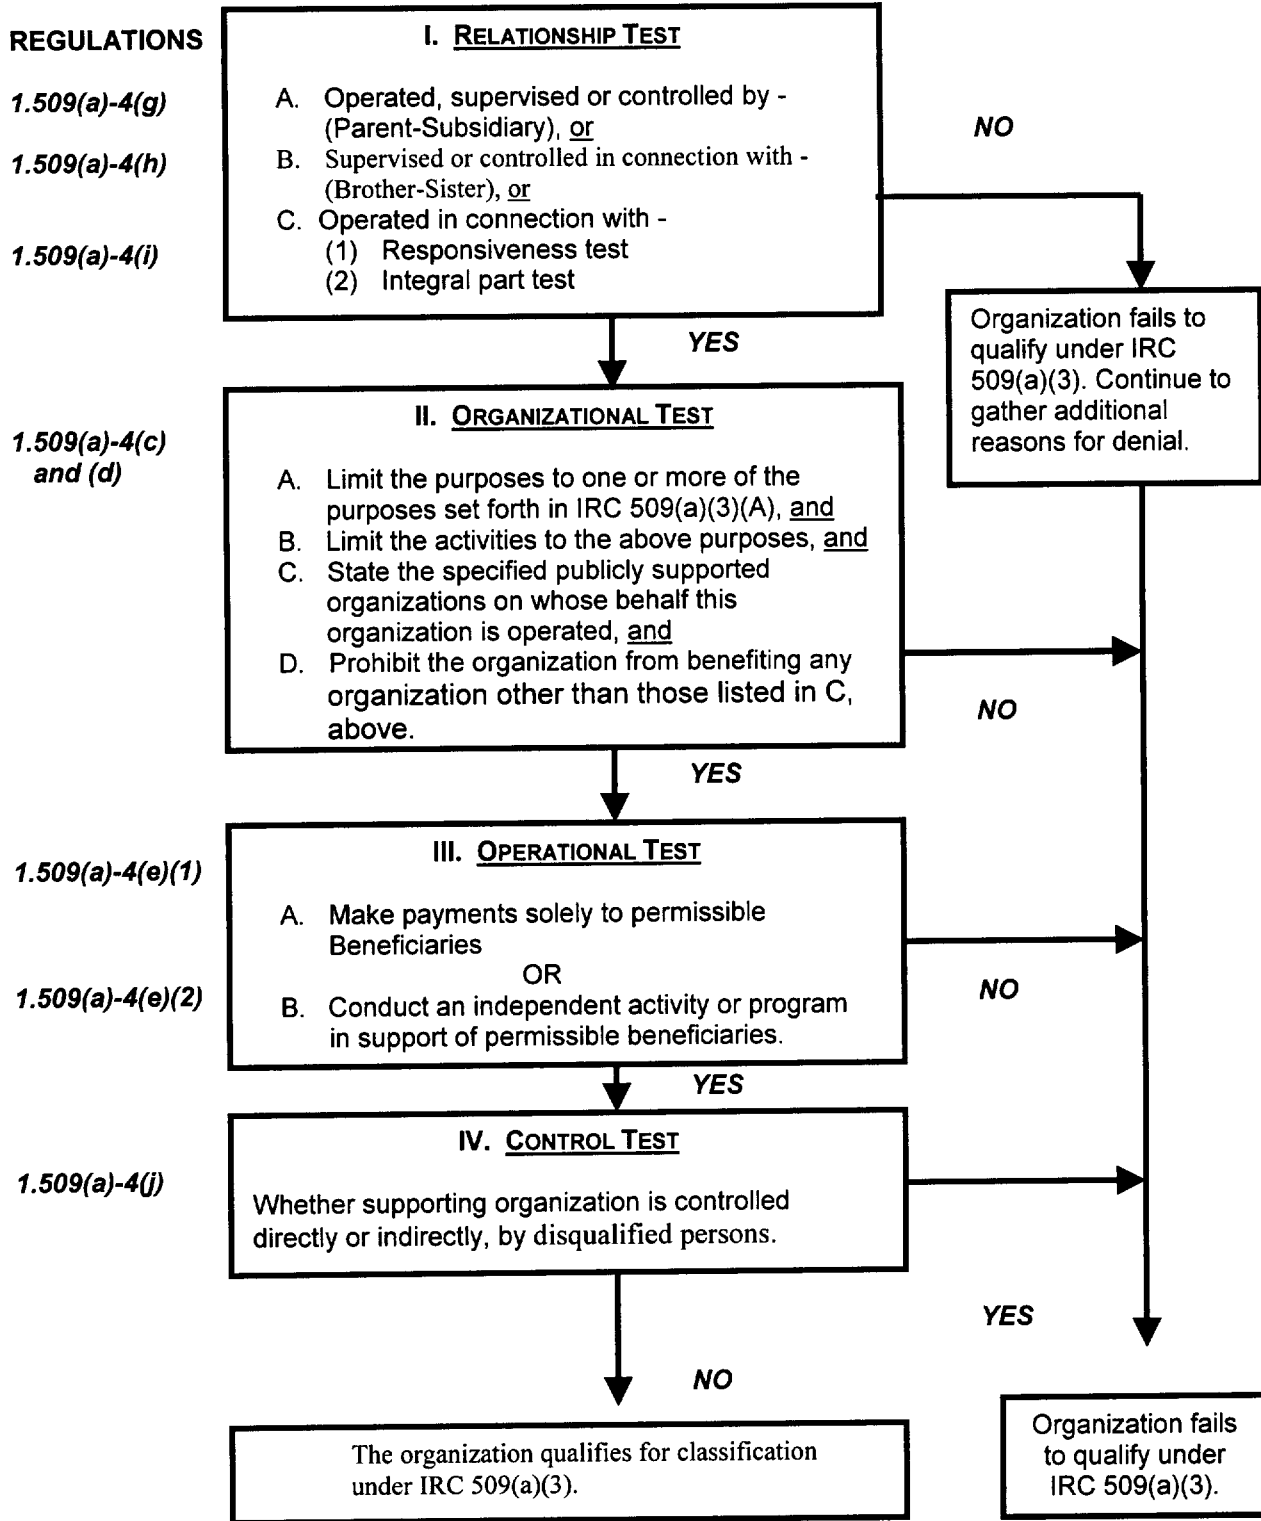 REGULATIONS
I. RELATIONSHIP TEST
1.509(a)-4(g)
A. Operated, supervised or controlled by -
(Parent-Subsidiary), or
1.509(a)-4(h)
B. Supervised or controlled in connection with -
(Brother-Sister), or
1.509(a)-4(i)
C. Operated in connection with -
(1) Responsiveness test
(2) Integral part test
NO
YES
Organization fails to
qualify under IRC
509(a)(3). Continue to
gather additional
reasons for denial.
II. ORGANIZATIONAL TEST
1.509(a)-4(c)
and (d)
A. Limit the purposes to one or more of the
purposes set forth in IRC 509(a)(3)(A), and
B. Limit the activities to the above purposes, and
C. State the specified publicly supported
organizations on whose behalf this
organization is operated, and
D. Prohibit the organization from benefiting any
organization other than those listed in C,
above.
NO
YES
III. OPERATIONAL TEST
1.509(a)-4(e)(1)
A. Make payments solely to permissible
Beneficiaries
OR
1.509(a)-4(e)(2)
B. Conduct an independent activity or program
in support of permissible beneficiaries.
NO
YES
IV. CONTROL TEST
1.509(a)-4(j)
Whether supporting organization is controlled
directly or indirectly, by disqualified persons.
YES
NO
The organization qualifies for classification
under IRC 509(a)(3).
Organization fails
to qualify under
IRC 509(a)(3).